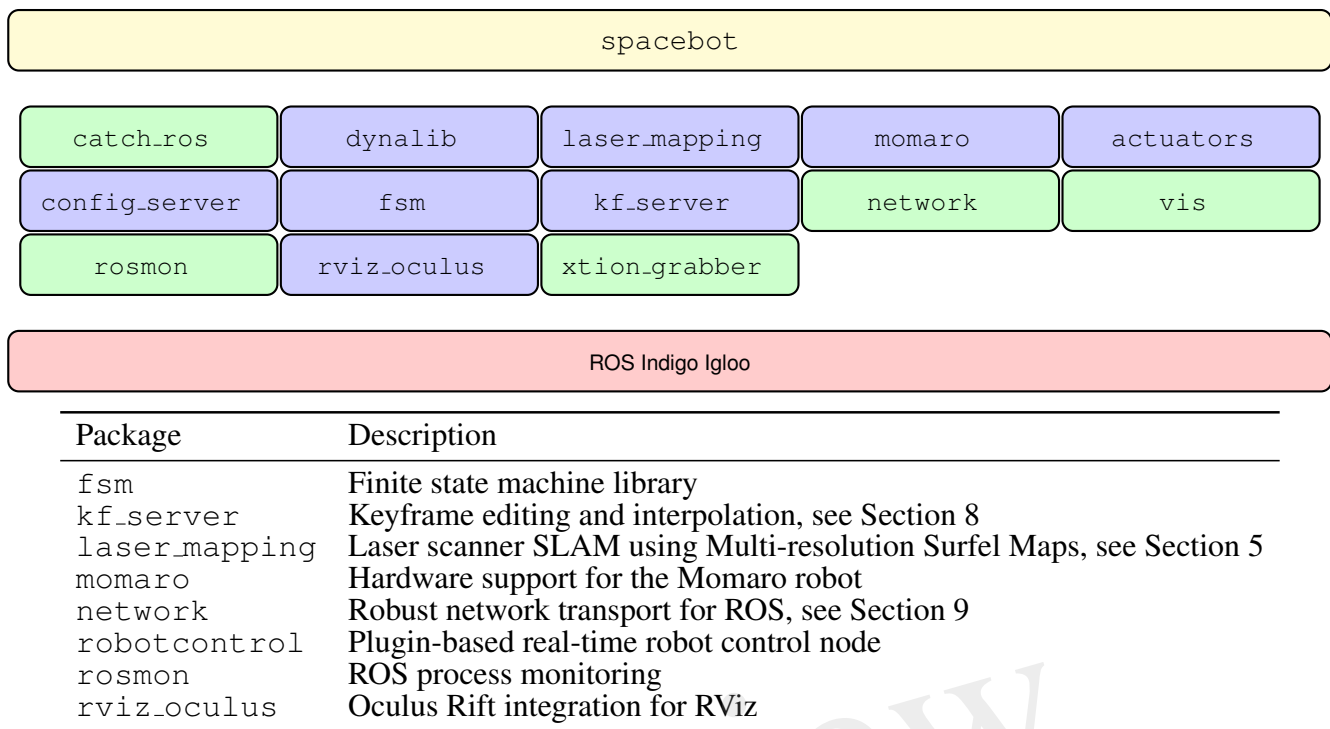 spacebot
catch_ros dynalib laser_mapping momaro actuators
config_server fsm kf_server network vis
rosmon rviz_oculus xtion_grabber
ROS Indigo Igloo
Package Description
fsm Finite state machine library
kf_server Keyframe editing and interpolation, see Section 8
laser_mapping Laser scanner SLAM using Multi-resolution Surfel Maps, see Section 5
momaro Hardware support for the Momaro robot
network Robust network transport for ROS, see Section 9
robotcontrol Plugin-based real-time robot control node
rosmon ROS process monitoring
rviz_oculus Oculus Rift integration for RViz